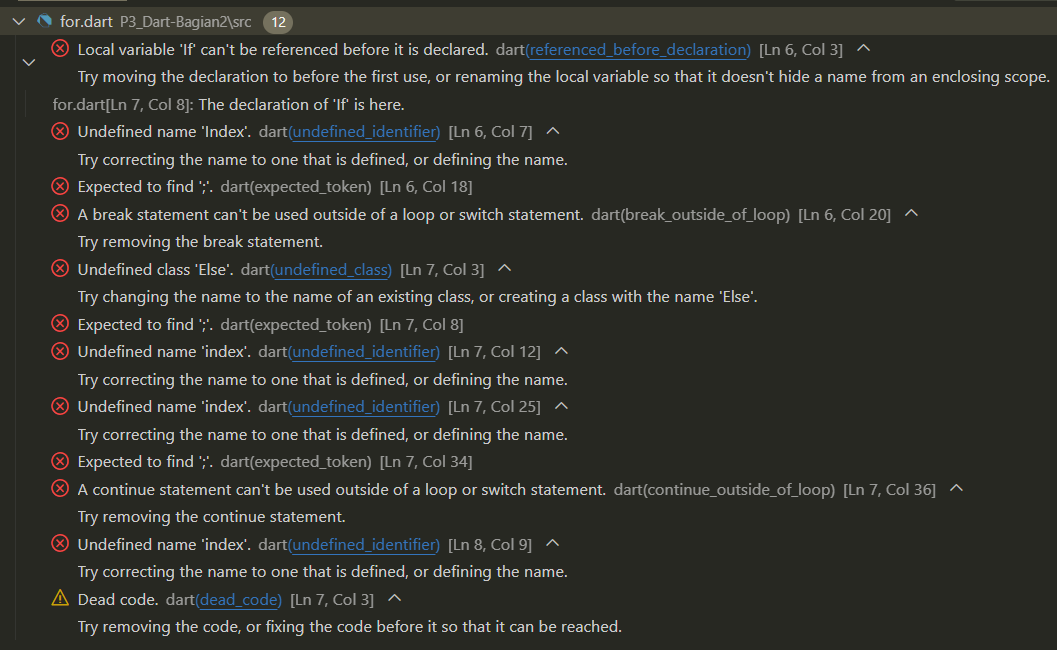 for.dart P3_Dart-Bagian2\src 12
Local variable 'If' can't be referenced before it is declared. dart(referenced_before_declaration) [Ln 6, Col 3]
Try moving the declaration to before the first use, or renaming the local variable so that it doesn't hide a name from an enclosing scope.
for.dart[Ln 7, Col 8]: The declaration of 'If' is here.
Undefined name 'Index'. dart(undefined_identifier) [Ln 6, Col 7]
Try correcting the name to one that is defined, or defining the name.
Expected to find ';'. dart(expected_token) [Ln 6, Col 18]
A break statement can't be used outside of a loop or switch statement. dart(break_outside_of_loop) [Ln 6, Col 20]
Try removing the break statement.
Undefined class 'Else'. dart(undefined_class) [Ln 7, Col 3]
Try changing the name to the name of an existing class, or creating a class with the name 'Else'.
Expected to find ';'. dart(expected_token) [Ln 7, Col 8]
Undefined name 'index'. dart(undefined_identifier) [Ln 7, Col 12]
Try correcting the name to one that is defined, or defining the name.
Undefined name 'index'. dart(undefined_identifier) [Ln 7, Col 25]
Try correcting the name to one that is defined, or defining the name.
Expected to find ';'. dart(expected_token) [Ln 7, Col 34]
A continue statement can't be used outside of a loop or switch statement. dart(continue_outside_of_loop) [Ln 7, Col 36]
Try removing the continue statement.
Undefined name 'index'. dart(undefined_identifier) [Ln 8, Col 9]
Try correcting the name to one that is defined, or defining the name.
Dead code. dart(dead_code) [Ln 7, Col 3]
Try removing the code, or fixing the code before it so that it can be reached.